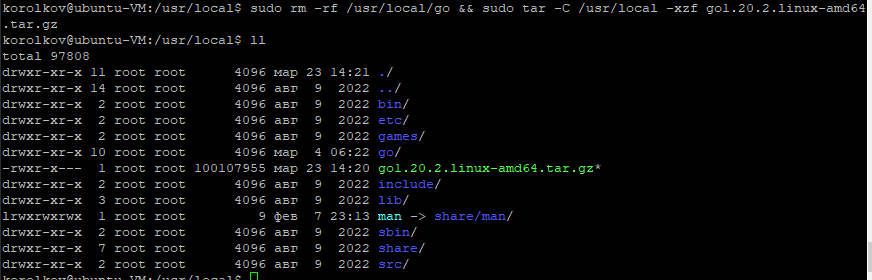 korolkov@ubuntu-VM:/usr/local$ sudo rm -rf /usr/local/go && sudo tar -C /usr/local -xzf go1.20.2.linux-amd64
.tar.gz
korolkov@ubuntu-VM:/usr/local$ ll
total 97808
drwxr-xr-x 11 root root      4096 мар 23 14:21 ./
drwxr-xr-x 14 root root      4096 авг  9  2022 ../
drwxr-xr-x  2 root root      4096 авг  9  2022 bin/
drwxr-xr-x  2 root root      4096 авг  9  2022 etc/
drwxr-xr-x  2 root root      4096 авг  9  2022 games/
drwxr-xr-x 10 root root      4096 мар  4 06:22 go/
-rwxr-x---  1 root root 100107955 мар 23 14:20 go1.20.2.linux-amd64.tar.gz*
drwxr-xr-x  2 root root      4096 авг  9  2022 include/
drwxr-xr-x  3 root root      4096 авг  9  2022 lib/
lrwxrwxrwx  1 root root         9 фев  7 23:13 man -> share/man/
drwxr-xr-x  2 root root      4096 авг  9  2022 sbin/
drwxr-xr-x  7 root root      4096 авг  9  2022 share/
drwxr-xr-x  2 root root      4096 авг  9  2022 src/
korolkov@ubuntu-VM:/usr/local$